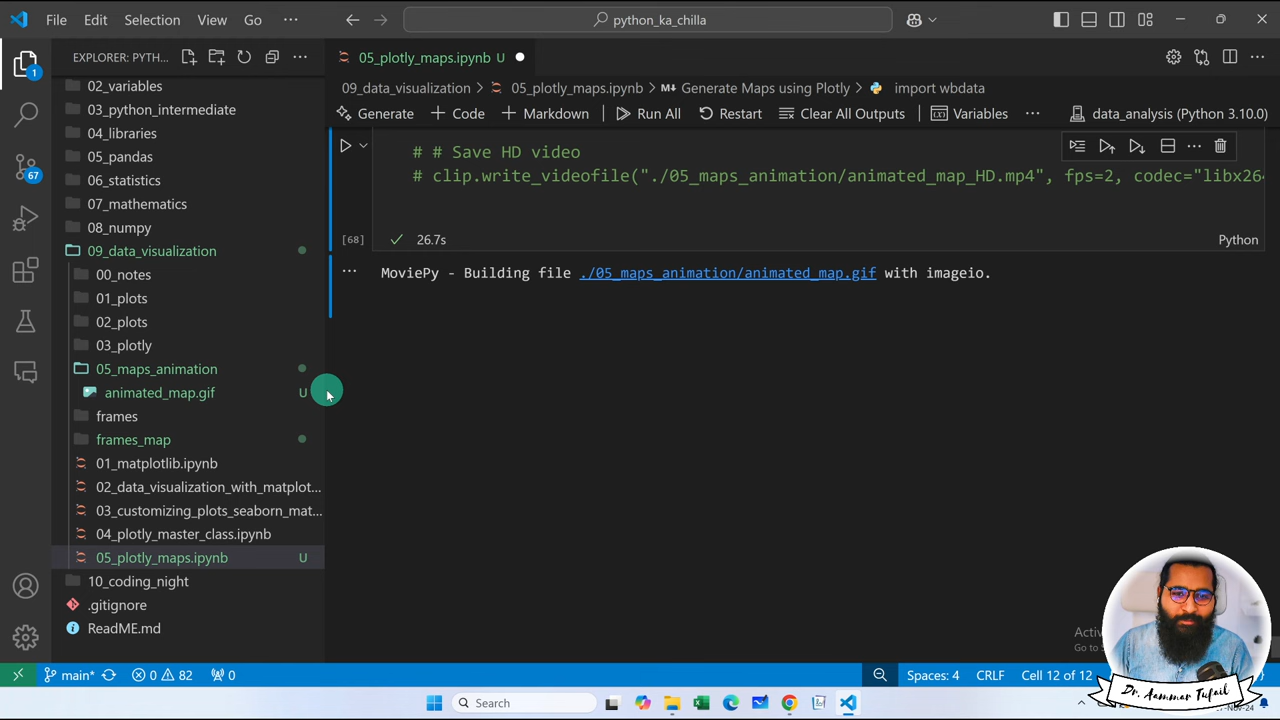 File Edit Selection View Go ... python_ka_chilla
EXPLORER: PYTH... ...
02_variables
03_python_intermediate
04_libraries
05_pandas
06_statistics
07_mathematics
08_numpy
09_data_visualization
00_notes
01_plots
02_plots
03_plotly
05_maps_animation
animated_map.gif U
frames
frames_map
01_matplotlib.ipynb
02_data_visualization_with_matplot...
03_customizing_plots_seaborn_mat...
04_plotly_master_class.ipynb
05_plotly_maps.ipynb U
10_coding_night
.gitignore
ReadME.md
1
67
05_plotly_maps.ipynb U
09_data_visualization > 05_plotly_maps.ipynb > Generate Maps using Plotly > import wbdata
Generate + Code + Markdown Run All Restart Clear All Outputs Variables ... data_analysis (Python 3.10.0)
# # Save HD video
# clip.write_videofile("./05_maps_animation/animated_map_HD.mp4", fps=2, codec="libx264
[68] 26.7s Python
MoviePy - Building file ./05_maps_animation/animated_map.gif with imageio.
Dr. Aammar Tufail
main* 0 82 0 Spaces: 4 CRLF Cell 12 of 12
Search